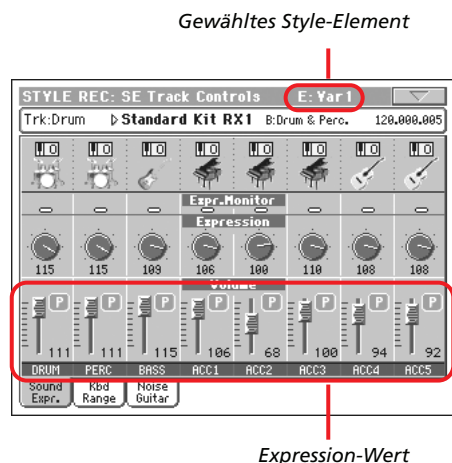 Gewähltes Style-Element
STYLE REC: SE Track Controls E: Var1
Trk:Drum ▷Standard Kit RX1 B:Drum & Perc. 120.000.005
Expr.Monitor
Expression
115 115 109 106 100 110 108 108
Volume
P P P P P P P P
111 111 115 106 68 100 94 92
DRUM PERC BASS ACC1 ACC2 ACC3 ACC4 ACC5
Sound Expr. Kbd Range Noise Guitar
Expression-Wert